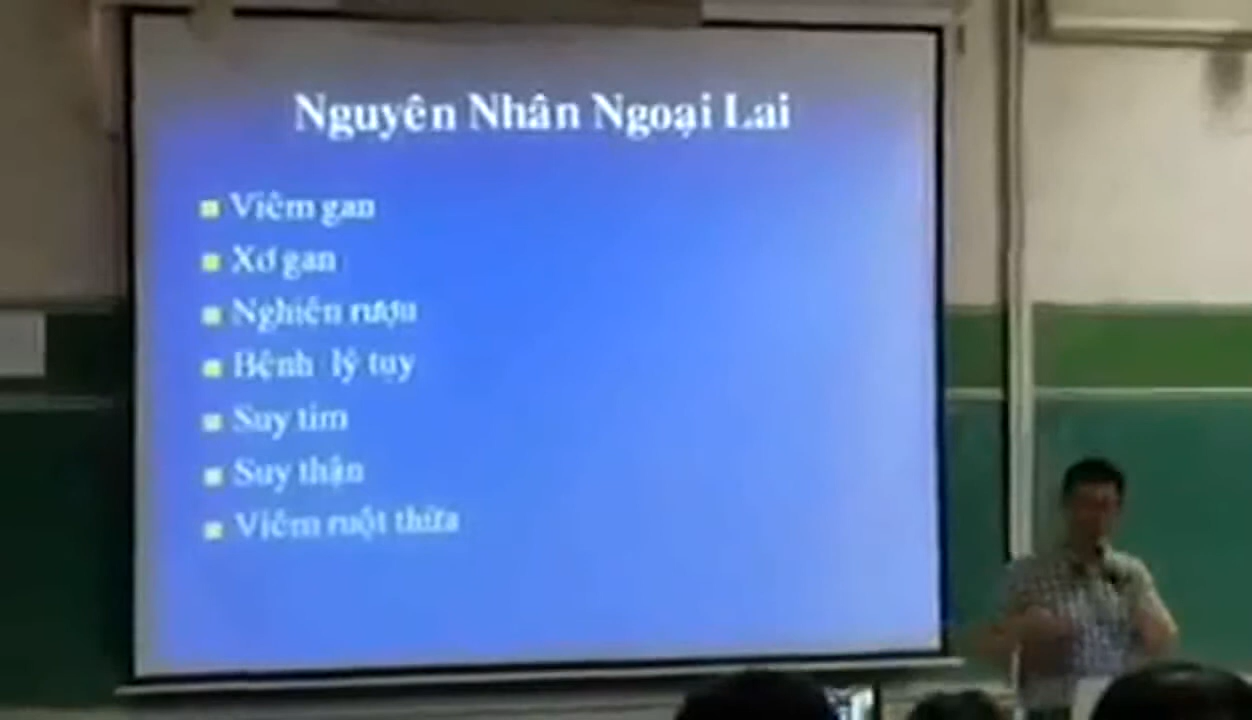 Nguyên Nhân Ngoại Lai
Viêm gan
Xơ gan
Nghiện rượu
Bệnh lý tụy
Suy tim
Suy thận
Viêm ruột thừa